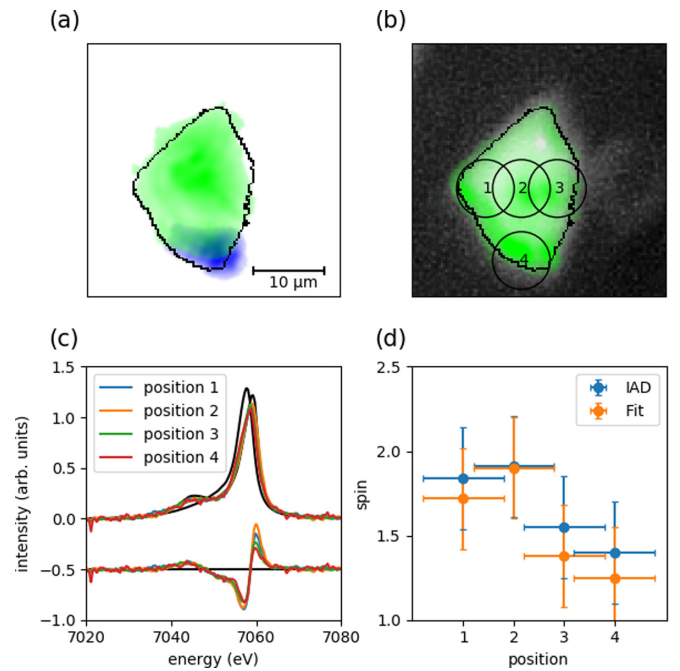 (a)
(b)
10 µm
1 2 3
4
(c)
(d)
1.5
1.0
0.5
0.0
−0.5
−1.0
intensity (arb. units)
position 1
position 2
position 3
position 4
7020 7040 7060 7080
energy (eV)
2.5
2.0
1.5
1.0
spin
IAD
Fit
1 2 3 4
position